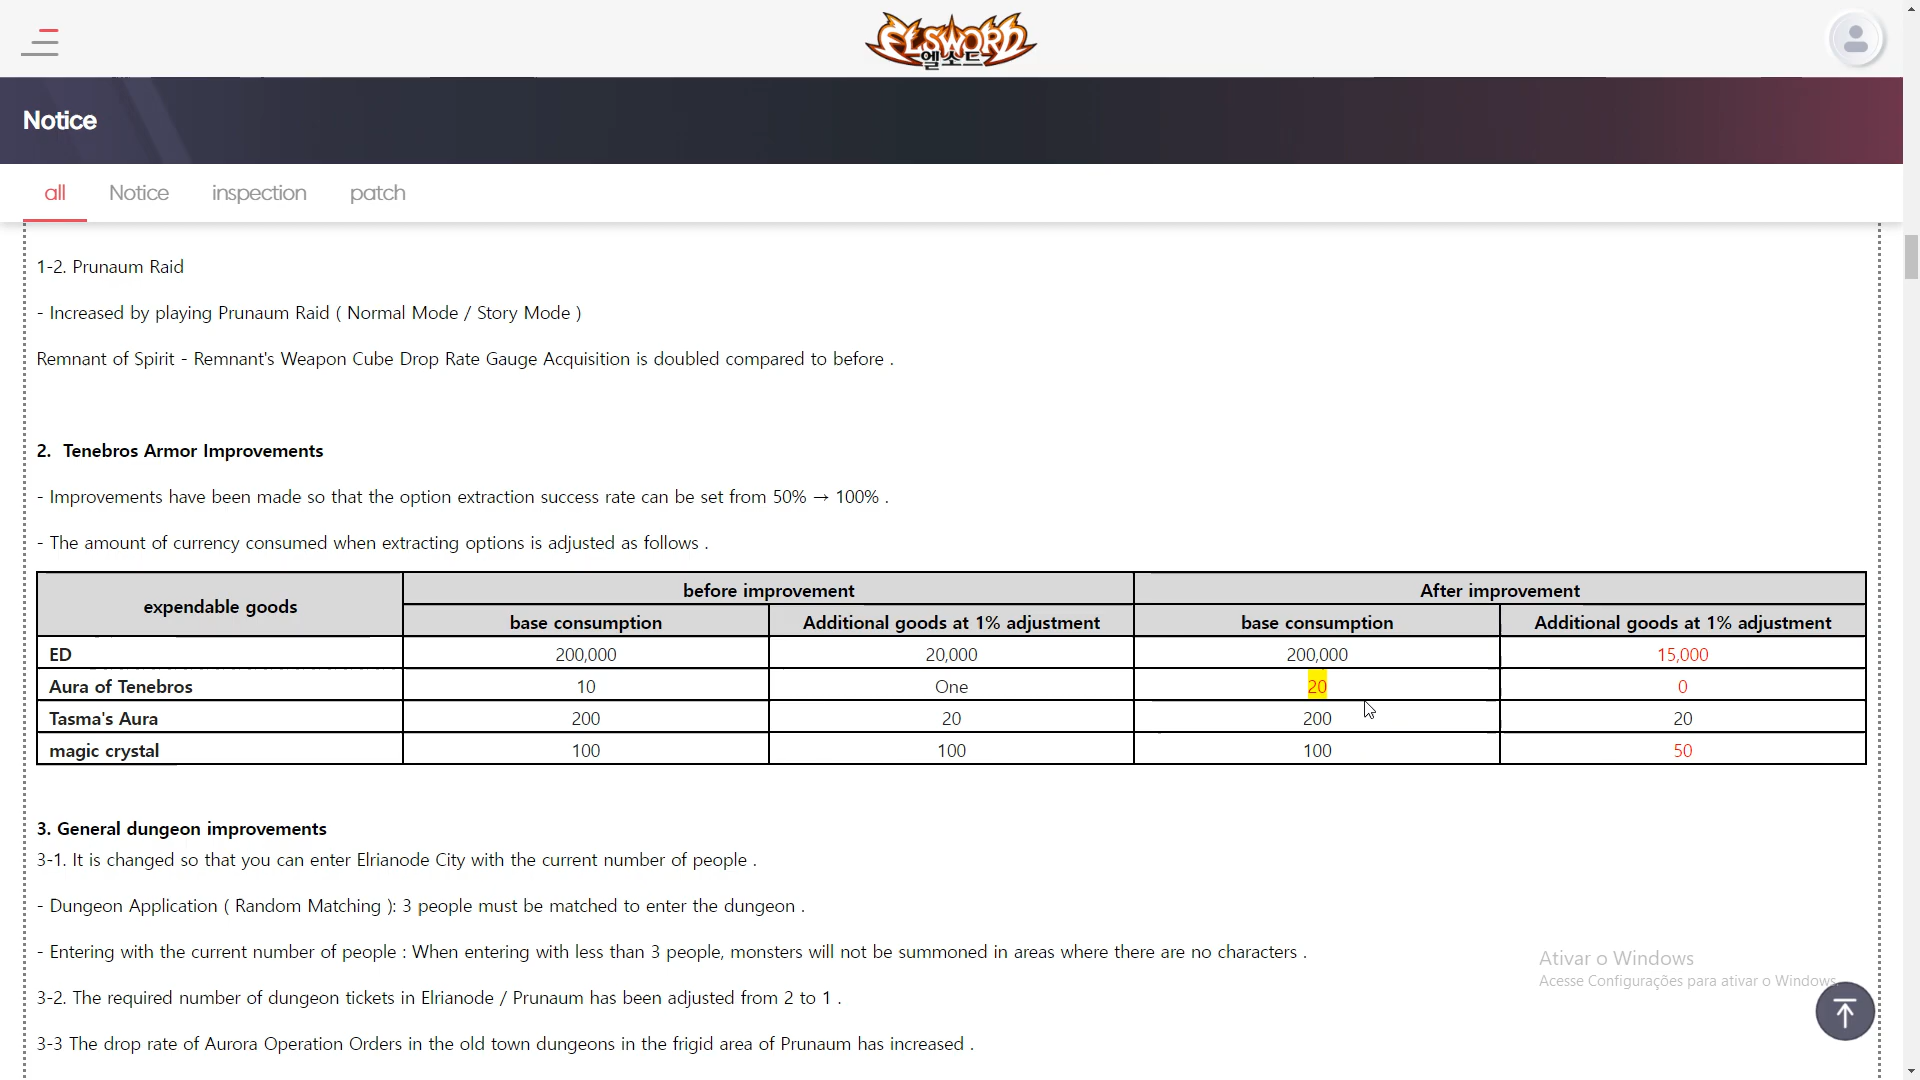 ELSWORD
엘소드
Notice
all Notice inspection patch
1-2. Prunaum Raid
- Increased by playing Prunaum Raid ( Normal Mode / Story Mode )
Remnant of Spirit - Remnant's Weapon Cube Drop Rate Gauge Acquisition is doubled compared to before .
2. Tenebros Armor Improvements
- Improvements have been made so that the option extraction success rate can be set from 50% → 100% .
- The amount of currency consumed when extracting options is adjusted as follows .
expendable goods before improvement After improvement
base consumption Additional goods at 1% adjustment base consumption Additional goods at 1% adjustment
ED 200,000 20,000 200,000 15,000
Aura of Tenebros 10 One 20 0
Tasma's Aura 200 20 200 20
magic crystal 100 100 100 50
3. General dungeon improvements
3-1. It is changed so that you can enter Elrianode City with the current number of people .
- Dungeon Application ( Random Matching ): 3 people must be matched to enter the dungeon .
- Entering with the current number of people : When entering with less than 3 people, monsters will not be summoned in areas where there are no characters .
3-2. The required number of dungeon tickets in Elrianode / Prunaum has been adjusted from 2 to 1 .
3-3 The drop rate of Aurora Operation Orders in the old town dungeons in the frigid area of Prunaum has increased .
Ativar o Windows
Acesse Configurações para ativar o Windows.